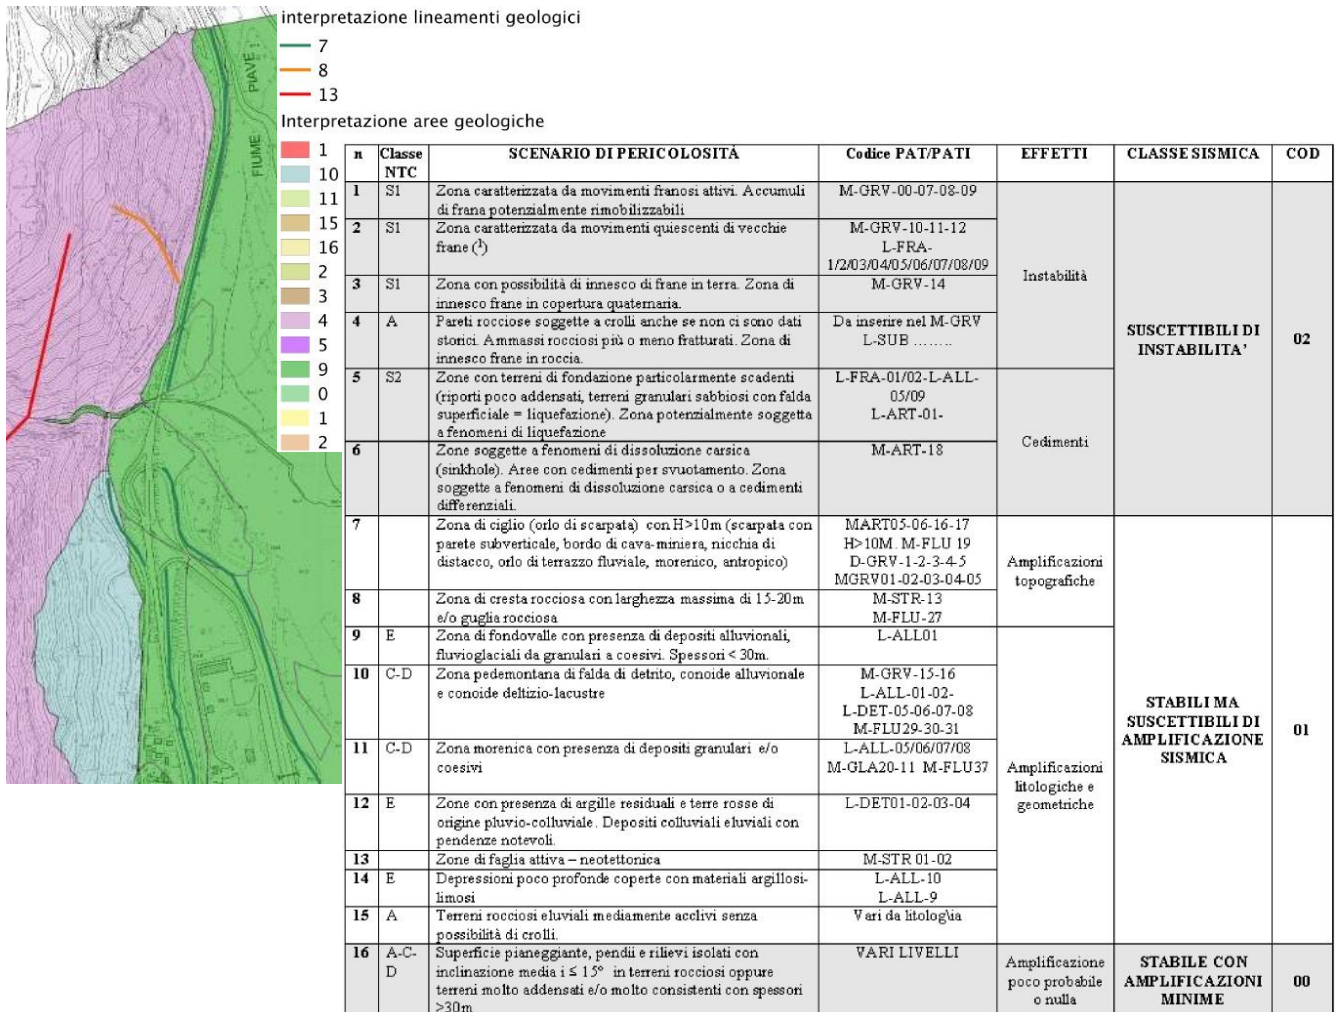 interpretazione lineamenti geologici
7
8
13
Interpretazione aree geologiche
1
10
11
15
16
2
3
4
5
9
0
1
2
PIAVE
FIUME
n Classe NTC SCENARIO DI PERICOLOSITÀ Codice PAT/PATI EFFETTI CLASSE SISMICA COD
1 S1 Zona caratterizzata da movimenti franosi attivi. Accumuli M-GRV-00-07-08-09
di frana potenzialmente rimobilizzabili
2 S1 Zona caratterizzata da movimenti quiescenti di vecchie M-GRV-10-11-12
frane (1) L-FRA-
1/2/03/04/05/06/07/08/09
Instabilità
3 S1 Zona con possibilità di innesco di frane in terra. Zona di M-GRV-14
innesco frane in copertura quaternaria.
4 A Pareti rocciose soggette a crolli anche se non ci sono dati Da inserire nel M-GRV
storici. Ammassi rocciosi più o meno fratturati. Zona di L-SUB ........
innesco frane in roccia.
SUSCETTIBILI DI
INSTABILITA’
02
5 S2 Zone con terreni di fondazione particolarmente scadenti L-FRA-01/02-L-ALL-
(riporti poco addensati, terreni granulari sabbiosi con falda 05/09
superficiale = liquefazione). Zona potenzialmente soggetta L-ART-01-
a fenomeni di liquefazione
Cedimenti
6 Zone soggette a fenomeni di dissoluzione carsica M-ART-18
(sinkhole). Aree con cedimenti per svuotamento. Zona
soggette a fenomeni di dissoluzione carsica o a cedimenti
differenziali.
7 Zona di ciglio (orlo di scarpata) con H>10m (scarpata con MART05-06-16-17
parete subverticale, bordo di cava-miniera, nicchia di H>10M. M-FLU 19
distacco, orlo di terrazzo fluviale, morenico, antropico) D-GRV-1-2-3-4-5
MGRV01-02-03-04-05
Amplificazioni
topografiche
8 Zona di cresta rocciosa con larghezza massima di 15-20m M-STR-13
e/o guglia rocciosa M-FLU-27
9 E Zona di fondovalle con presenza di depositi alluvionali, L-ALL01
fluvioglaciali da granulari a coesivi. Spessori < 30m.
10 C-D Zona pedemontana di falda di detrito, conoide alluvionale M-GRV-15-16
e conoide deltizio-lacustre L-ALL-01-02-
L-DET-05-06-07-08
M-FLU29-30-31
STABILI MA
SUSCETTIBILI DI
AMPLIFICAZIONE
SISMICA
01
11 C-D Zona morenica con presenza di depositi granulari e/o L-ALL-05/06/07/08
coesivi M-GLA20-11 M-FLU37
Amplificazioni
litologiche e
geometriche
12 E Zone con presenza di argille residuali e terre rosse di L-DET01-02-03-04
origine pluvio-colluviale. Depositi colluviali eluviali con
pendenze notevoli.
13 Zone di faglia attiva – neotettonica M-STR 01-02
14 E Depressioni poco profonde coperte con materiali argillosi- L-ALL-10
limosi L-ALL-9
15 A Terreni rocciosi eluviali mediamente acclivi senza Vari da litolog\ia
possibilità di crolli.
16 A-C-D Superficie pianeggiante, pendii e rilievi isolati con VARI LIVELLI
inclinazione media i ≤ 15° in terreni rocciosi oppure
terreni molto addensati e/o molto consistenti con spessori
>30m
Amplificazione
poco probabile
o nulla
STABILE CON
AMPLIFICAZIONI
MINIME
00